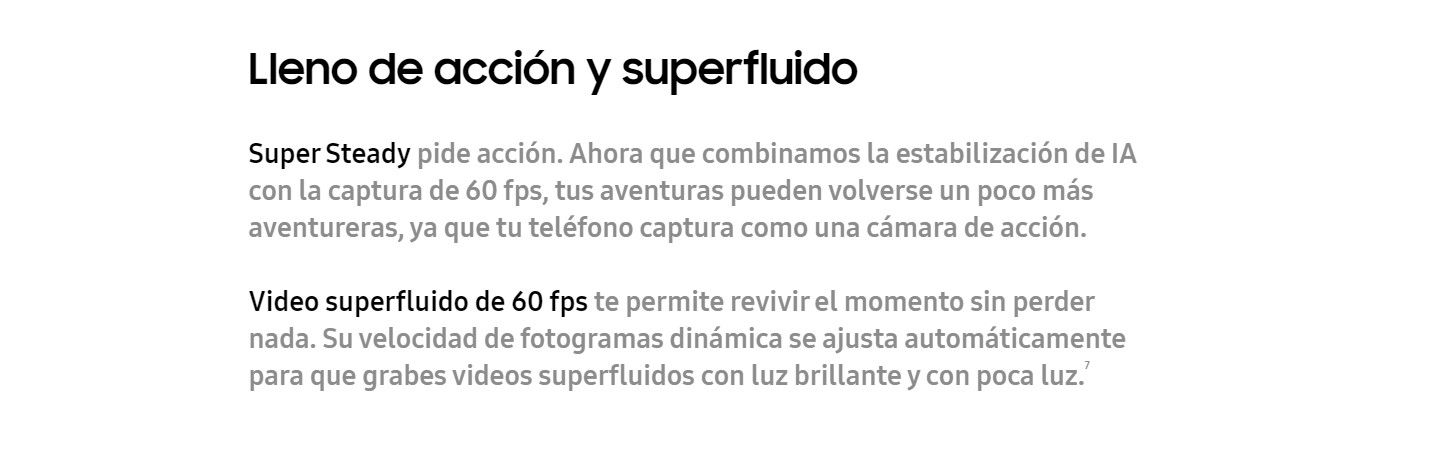 Lleno de acción y superfluido
Super Steady pide acción. Ahora que combinamos la estabilización de IA
con la captura de 60 fps, tus aventuras pueden volverse un poco más
aventureras, ya que tu teléfono captura como una cámara de acción.
Video superfluido de 60 fps te permite revivir el momento sin perder
nada. Su velocidad de fotogramas dinámica se ajusta automáticamente
para que grabes videos superfluidos con luz brillante y con poca luz.7